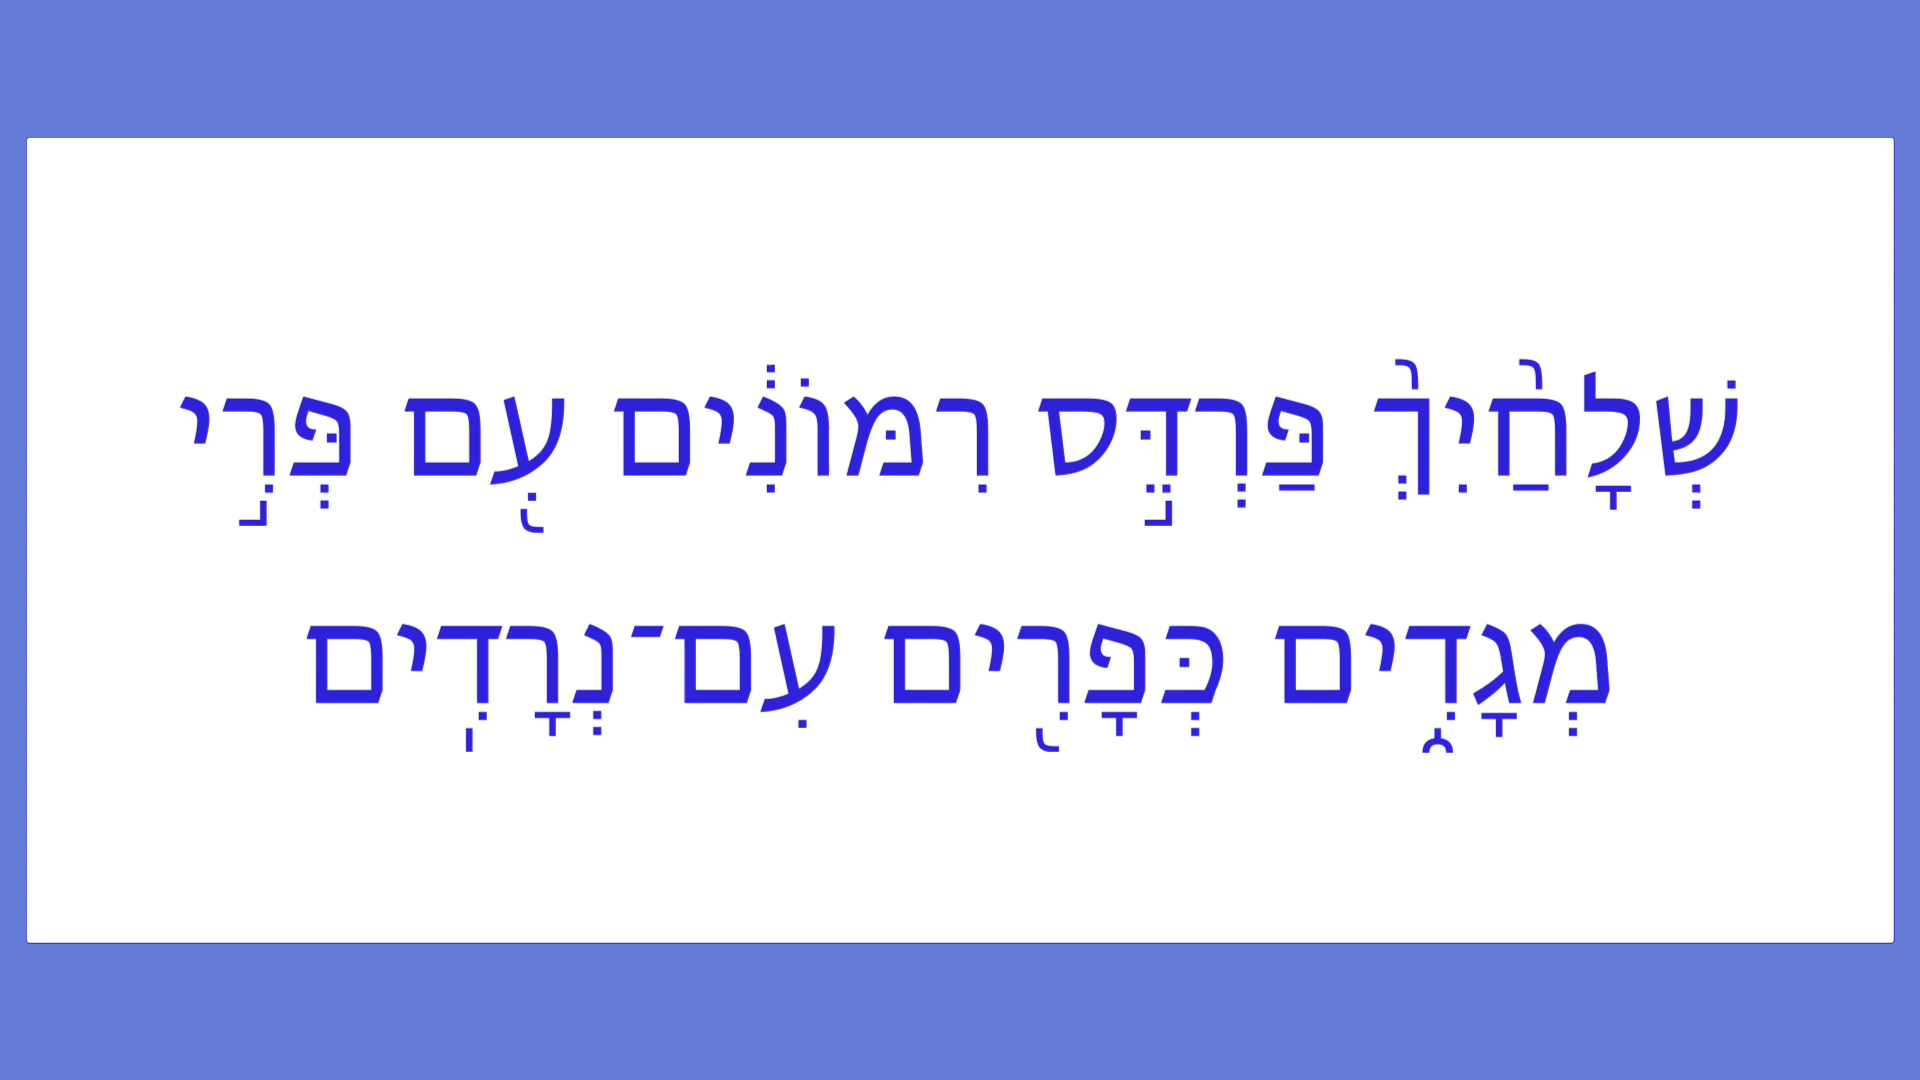 שְׁלָחַ֙יִךְ֙ פַּרְדֵּ֣ס רִמּוֹנִ֔ים עִ֖ם פְּרִ֣י
מְגָדִ֑ים כְּפָרִ֖ים עִם־נְרָדִֽים